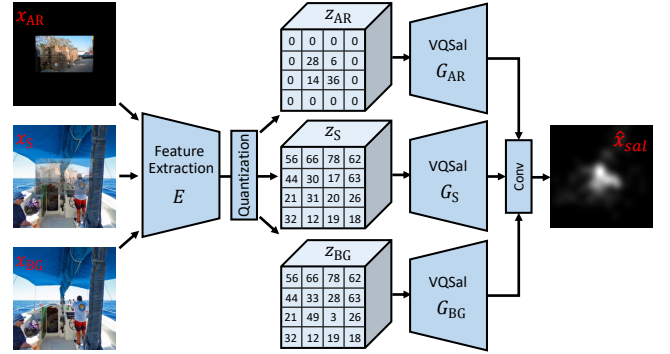 x_AR
x_S
x_BG
Feature
Extraction
E
Quantization
z_AR
0 0 0 0
0 28 6 0
0 14 36 0
0 0 0 0
z_S
56 66 78 62
44 30 17 63
21 31 20 26
32 12 19 18
z_BG
56 66 78 62
44 33 28 63
21 49 3 26
32 12 19 18
VQSal
G_AR
VQSal
G_S
VQSal
G_BG
Conv
x̂_sal